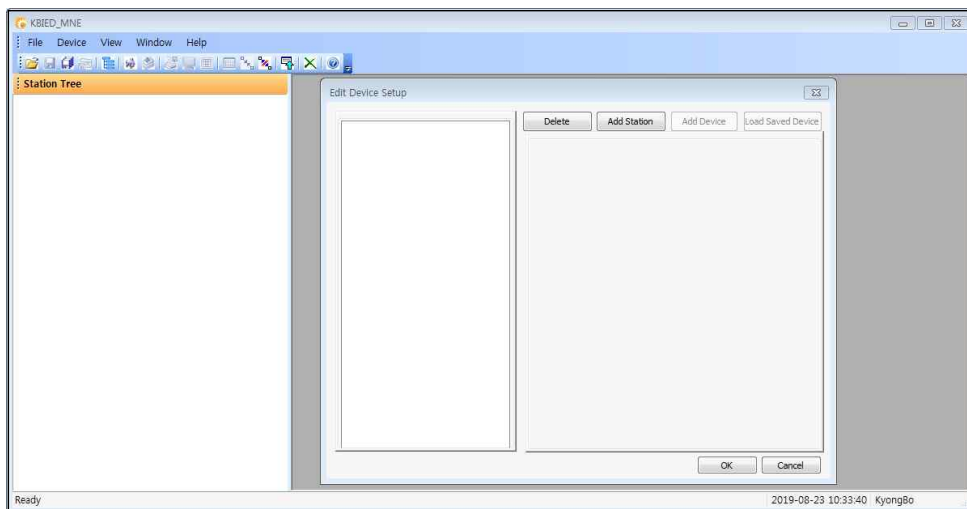 KBIED_MNE
File Device View Window Help
Station Tree
Edit Device Setup
Delete Add Station Add Device Load Saved Device
OK Cancel
Ready 2019-08-23 10:33:40 KyongBo